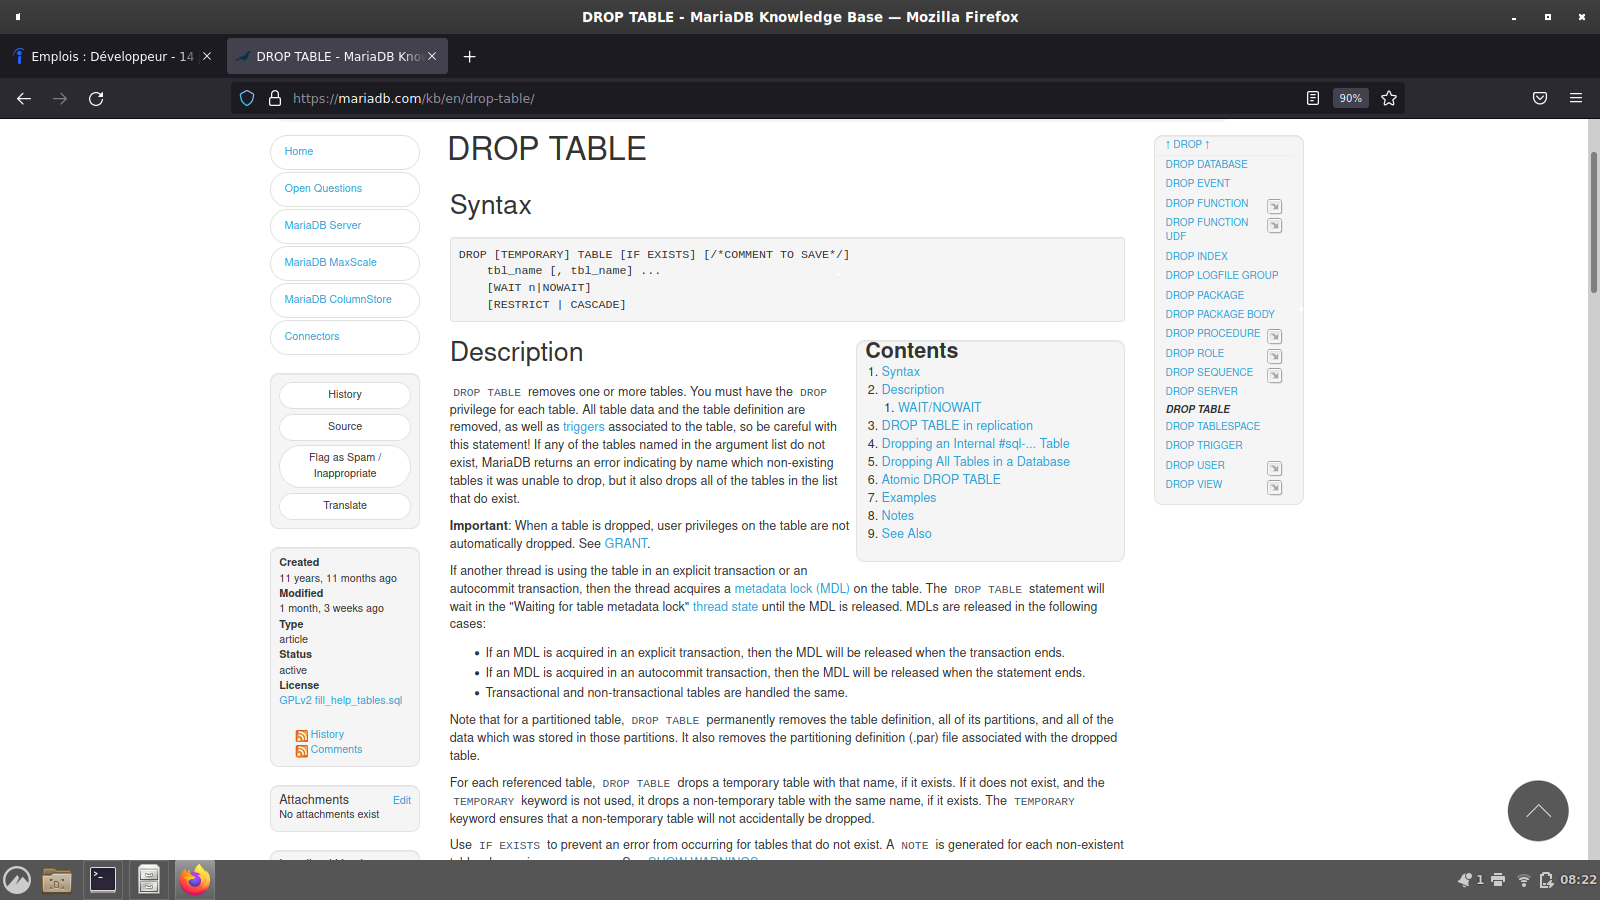 DROP TABLE - MariaDB Knowledge Base — Mozilla Firefox
Emplois : Développeur - 14
DROP TABLE - MariaDB Know
https://mariadb.com/kb/en/drop-table/
90%
Home
Open Questions
MariaDB Server
MariaDB MaxScale
MariaDB ColumnStore
Connectors
History
Source
Flag as Spam /
Inappropriate
Translate
Created
11 years, 11 months ago
Modified
1 month, 3 weeks ago
Type
article
Status
active
License
GPLv2 fill_help_tables.sql
History
Comments
Attachments Edit
No attachments exist
DROP TABLE
Syntax
DROP [TEMPORARY] TABLE [IF EXISTS] [/*COMMENT TO SAVE*/]
tbl_name [, tbl_name] ...
[WAIT n|NOWAIT]
[RESTRICT | CASCADE]
Description
DROP TABLE removes one or more tables. You must have the DROP
privilege for each table. All table data and the table definition are
removed, as well as triggers associated to the table, so be careful with
this statement! If any of the tables named in the argument list do not
exist, MariaDB returns an error indicating by name which non-existing
tables it was unable to drop, but it also drops all of the tables in the list
that do exist.
Important: When a table is dropped, user privileges on the table are not
automatically dropped. See GRANT.
If another thread is using the table in an explicit transaction or an
autocommit transaction, then the thread acquires a metadata lock (MDL) on the table. The DROP TABLE statement will
wait in the "Waiting for table metadata lock" thread state until the MDL is released. MDLs are released in the following
cases:
• If an MDL is acquired in an explicit transaction, then the MDL will be released when the transaction ends.
• If an MDL is acquired in an autocommit transaction, then the MDL will be released when the statement ends.
• Transactional and non-transactional tables are handled the same.
Note that for a partitioned table, DROP TABLE permanently removes the table definition, all of its partitions, and all of the
data which was stored in those partitions. It also removes the partitioning definition (.par) file associated with the dropped
table.
For each referenced table, DROP TABLE drops a temporary table with that name, if it exists. If it does not exist, and the
TEMPORARY keyword is not used, it drops a non-temporary table with the same name, if it exists. The TEMPORARY
keyword ensures that a non-temporary table will not accidentally be dropped.
Use IF EXISTS to prevent an error from occurring for tables that do not exist. A NOTE is generated for each non-existent
Contents
1. Syntax
2. Description
1. WAIT/NOWAIT
3. DROP TABLE in replication
4. Dropping an Internal #sql-... Table
5. Dropping All Tables in a Database
6. Atomic DROP TABLE
7. Examples
8. Notes
9. See Also
↑ DROP ↑
DROP DATABASE
DROP EVENT
DROP FUNCTION
DROP FUNCTION
UDF
DROP INDEX
DROP LOGFILE GROUP
DROP PACKAGE
DROP PACKAGE BODY
DROP PROCEDURE
DROP ROLE
DROP SEQUENCE
DROP SERVER
DROP TABLE
DROP TABLESPACE
DROP TRIGGER
DROP USER
DROP VIEW
1
08:22